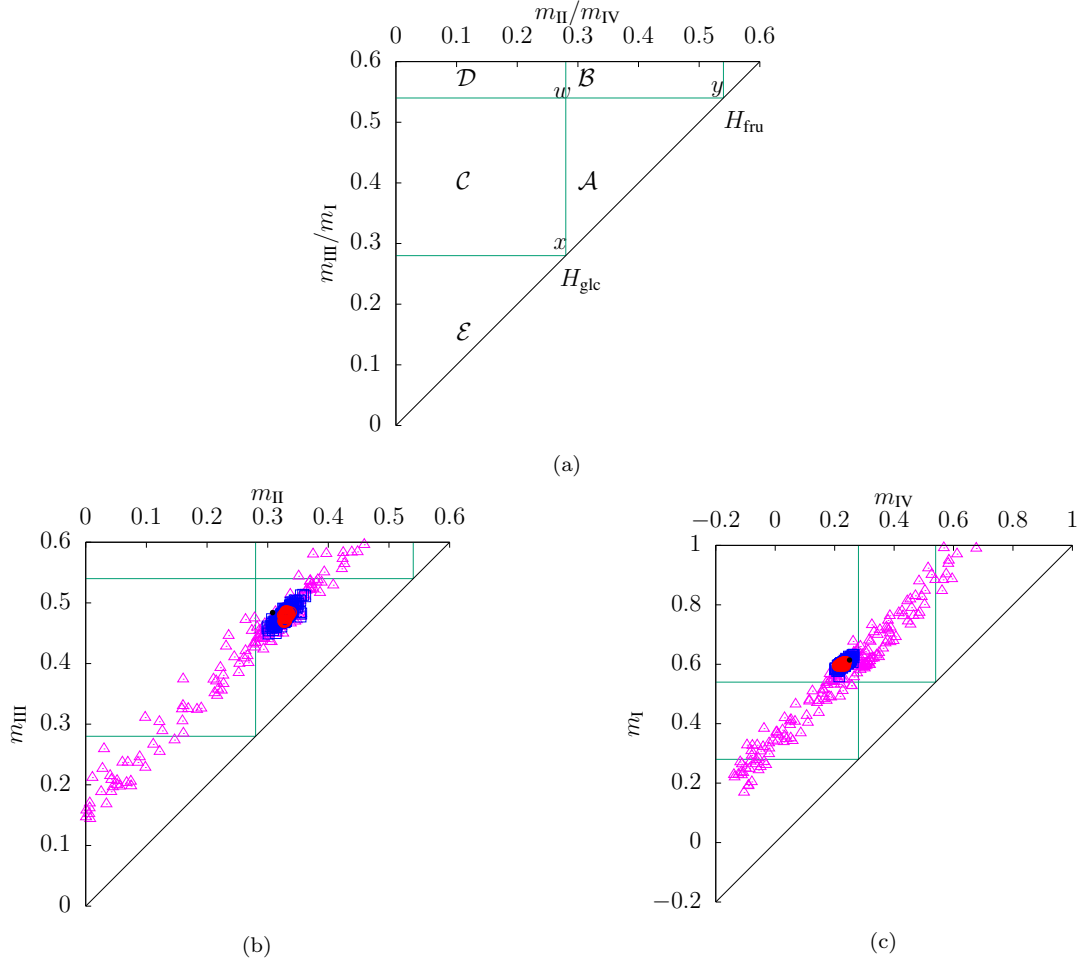 m_II/m_IV
0 0.1 0.2 0.3 0.4 0.5 0.6
0.6
0.5
0.4
0.3
0.2
0.1
0
m_III/m_I
𝒟 ℬ
w y
H_fru
𝒞 𝒜
x
H_glc
ℰ
(a)
m_II
0 0.1 0.2 0.3 0.4 0.5 0.6
0.6
0.5
0.4
0.3
0.2
0.1
0
m_III
(b)
m_IV
−0.2 0 0.2 0.4 0.6 0.8 1
1
0.8
0.6
0.4
0.2
0
−0.2
m_I
(c)